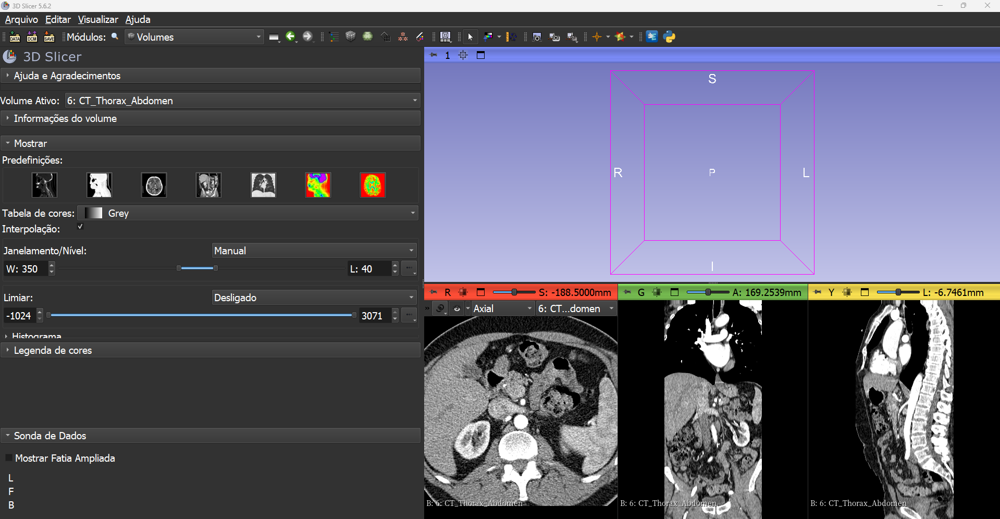 3D Slicer 5.6.2
Arquivo Editar Visualizar Ajuda
DATA DCM SAVE Módulos: Volumes
3D Slicer
Ajuda e Agradecimentos
Volume Ativo: 6: CT_Thorax_Abdomen
Informações do volume
Mostrar
Predefinições:
Tabela de cores: Grey
Interpolação:
Janelamento/Nível: Manual
W: 350 L: 40
Limiar: Desligado
-1024 3071
Histograma
Legenda de cores
Sonda de Dados
Mostrar Fatia Ampliada
L
F
B
1
S
R P L
I
R S: -188.5000mm
G A: 169.2539mm
Y L: -6.7461mm
» Axial 6: CT...domen
B: 6: CT_Thorax_Abdomen
B: 6: CT_Thorax_Abdomen
B: 6: CT_Thorax_Abdomen